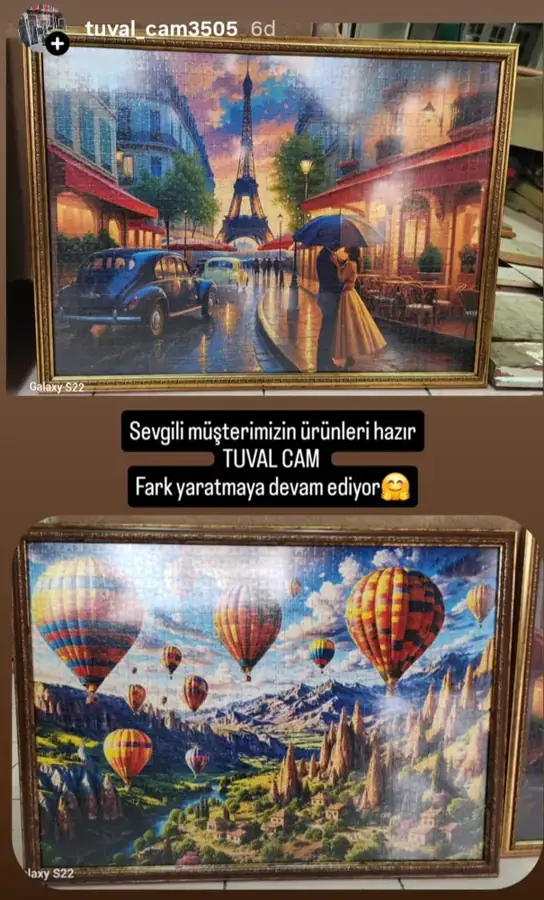 tuval_cam3505 6d
Galaxy S22
Sevgili müşterimizin ürünleri hazır
TUVAL CAM
Fark yaratmaya devam ediyor🤗
laxy S22